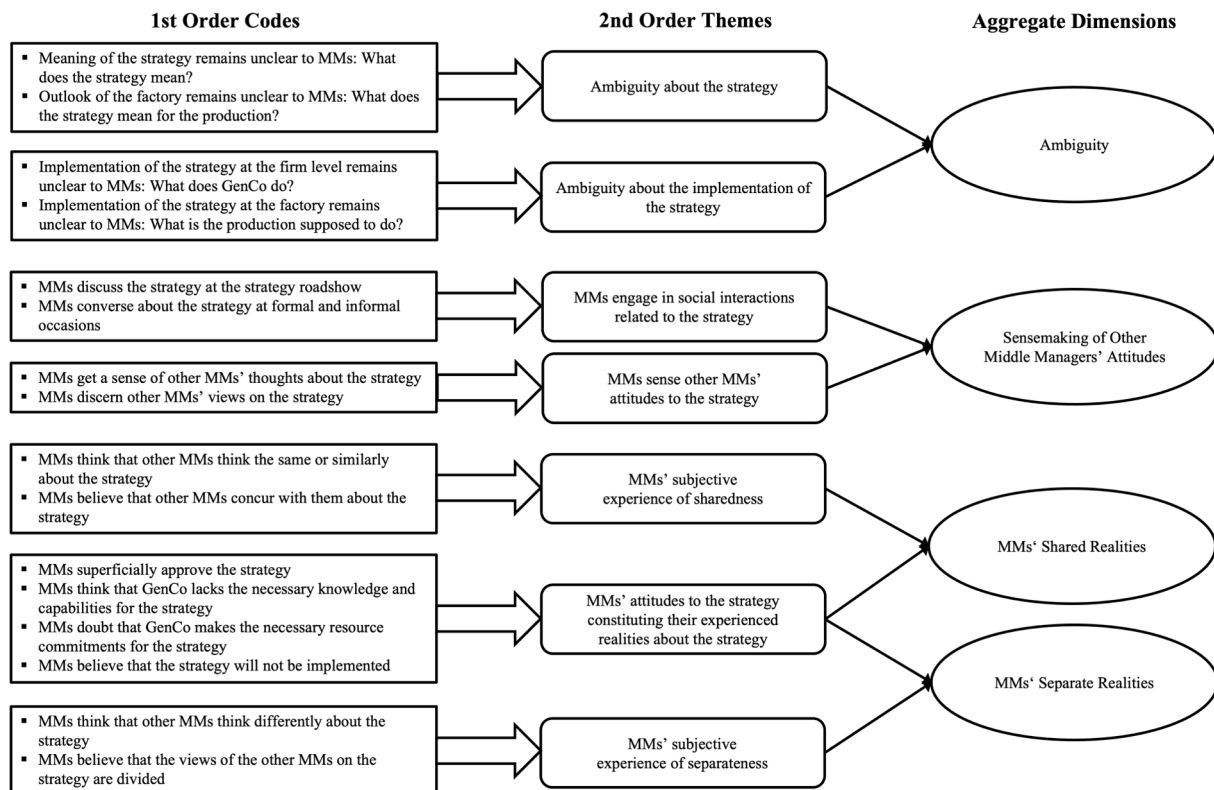 1st Order Codes
2nd Order Themes
Aggregate Dimensions
▪ Meaning of the strategy remains unclear to MMs: What
does the strategy mean?
▪ Outlook of the factory remains unclear to MMs: What does
the strategy mean for the production?
Ambiguity about the strategy
Ambiguity
▪ Implementation of the strategy at the firm level remains
unclear to MMs: What does GenCo do?
▪ Implementation of the strategy at the factory remains
unclear to MMs: What is the production supposed to do?
Ambiguity about the implementation of
the strategy
▪ MMs discuss the strategy at the strategy roadshow
▪ MMs converse about the strategy at formal and informal
occasions
MMs engage in social interactions
related to the strategy
Sensemaking of Other
Middle Managers’ Attitudes
▪ MMs get a sense of other MMs’ thoughts about the strategy
▪ MMs discern other MMs’ views on the strategy
MMs sense other MMs’
attitudes to the strategy
▪ MMs think that other MMs think the same or similarly
about the strategy
▪ MMs believe that other MMs concur with them about the
strategy
MMs’ subjective
experience of sharedness
MMs‘ Shared Realities
▪ MMs superficially approve the strategy
▪ MMs think that GenCo lacks the necessary knowledge and
capabilities for the strategy
▪ MMs doubt that GenCo makes the necessary resource
commitments for the strategy
▪ MMs believe that the strategy will not be implemented
MMs’ attitudes to the strategy
constituting their experienced
realities about the strategy
MMs‘ Separate Realities
▪ MMs think that other MMs think differently about the
strategy
▪ MMs believe that the views of the other MMs on the
strategy are divided
MMs’ subjective
experience of separateness